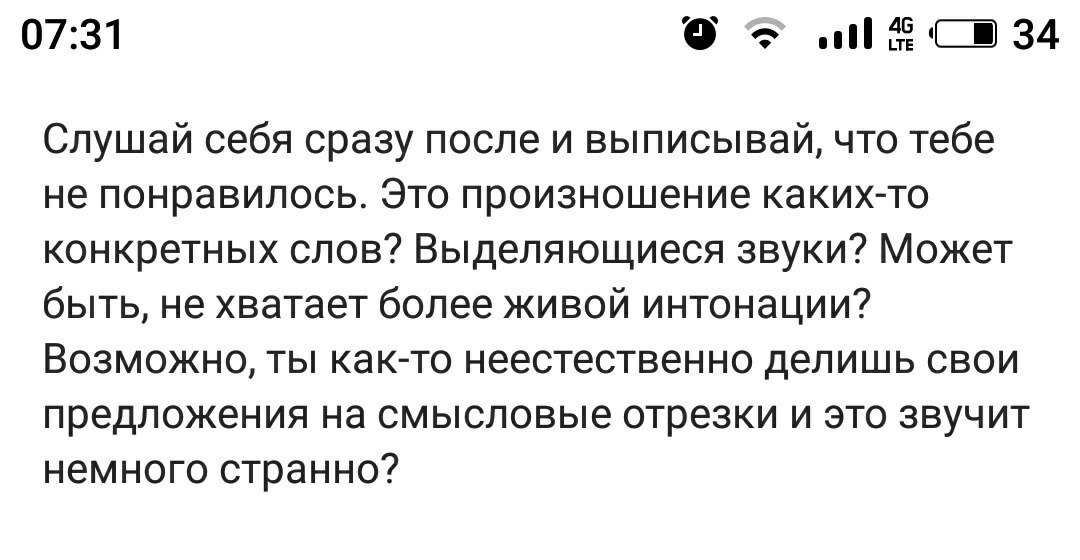 07:31 4G LTE 34
Слушай себя сразу после и выписывай, что тебе
не понравилось. Это произношение каких-то
конкретных слов? Выделяющиеся звуки? Может
быть, не хватает более живой интонации?
Возможно, ты как-то неестественно делишь свои
предложения на смысловые отрезки и это звучит
немного странно?